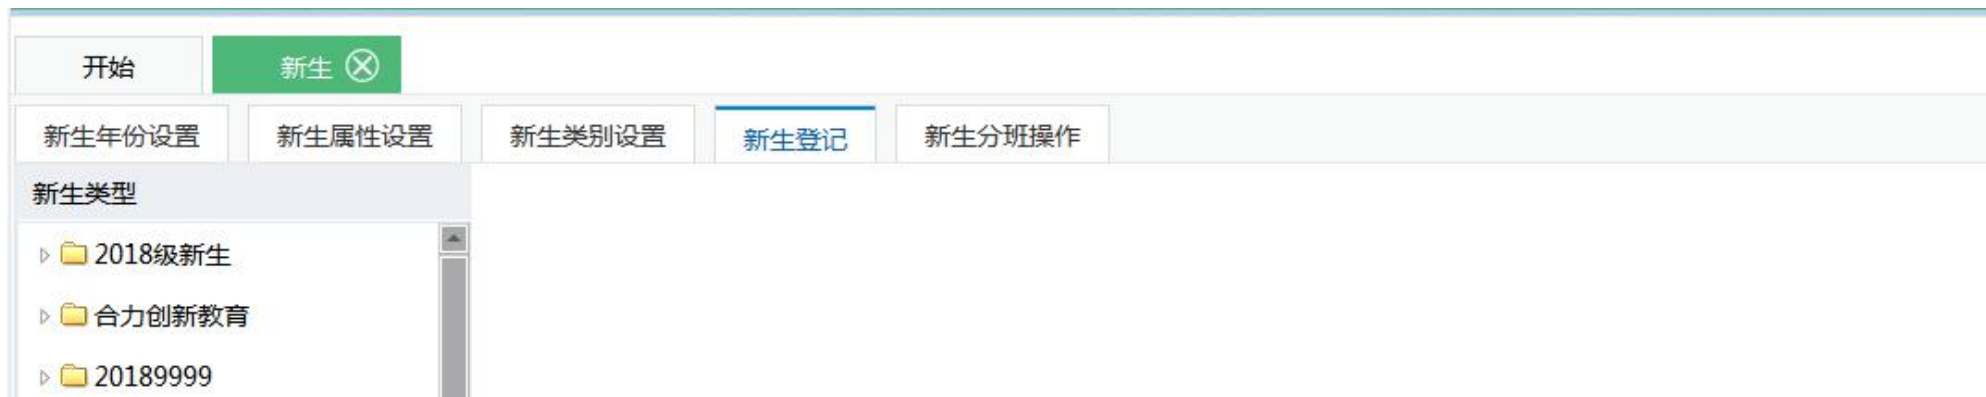 开始 新生
新生年份设置 新生属性设置 新生类别设置 新生登记 新生分班操作
新生类型
2018级新生
合力创新教育
20189999